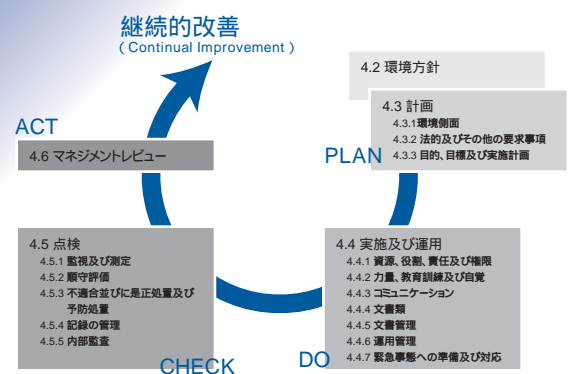 継続的改善
(Continual Improvement)
4.2 環境方針
4.3 計画
4.3.1環境側面
4.3.2 法的及びその他の要求事項
4.3.3 目的、目標及び実施計画
PLAN
ACT
4.6 マネジメントレビュー
4.5 点検
4.5.1 監視及び測定
4.5.2 順守評価
4.5.3 不適合並びに是正処置及び
予防処置
4.5.4 記録の管理
4.5.5 内部監査
CHECK
4.4 実施及び運用
4.4.1 資源、役割、責任及び権限
4.4.2 力量、教育訓練及び自覚
4.4.3 コミュニケーション
4.4.4 文書類
4.4.5 文書管理
4.4.6 運用管理
4.4.7 緊急事態への準備及び対応
DO